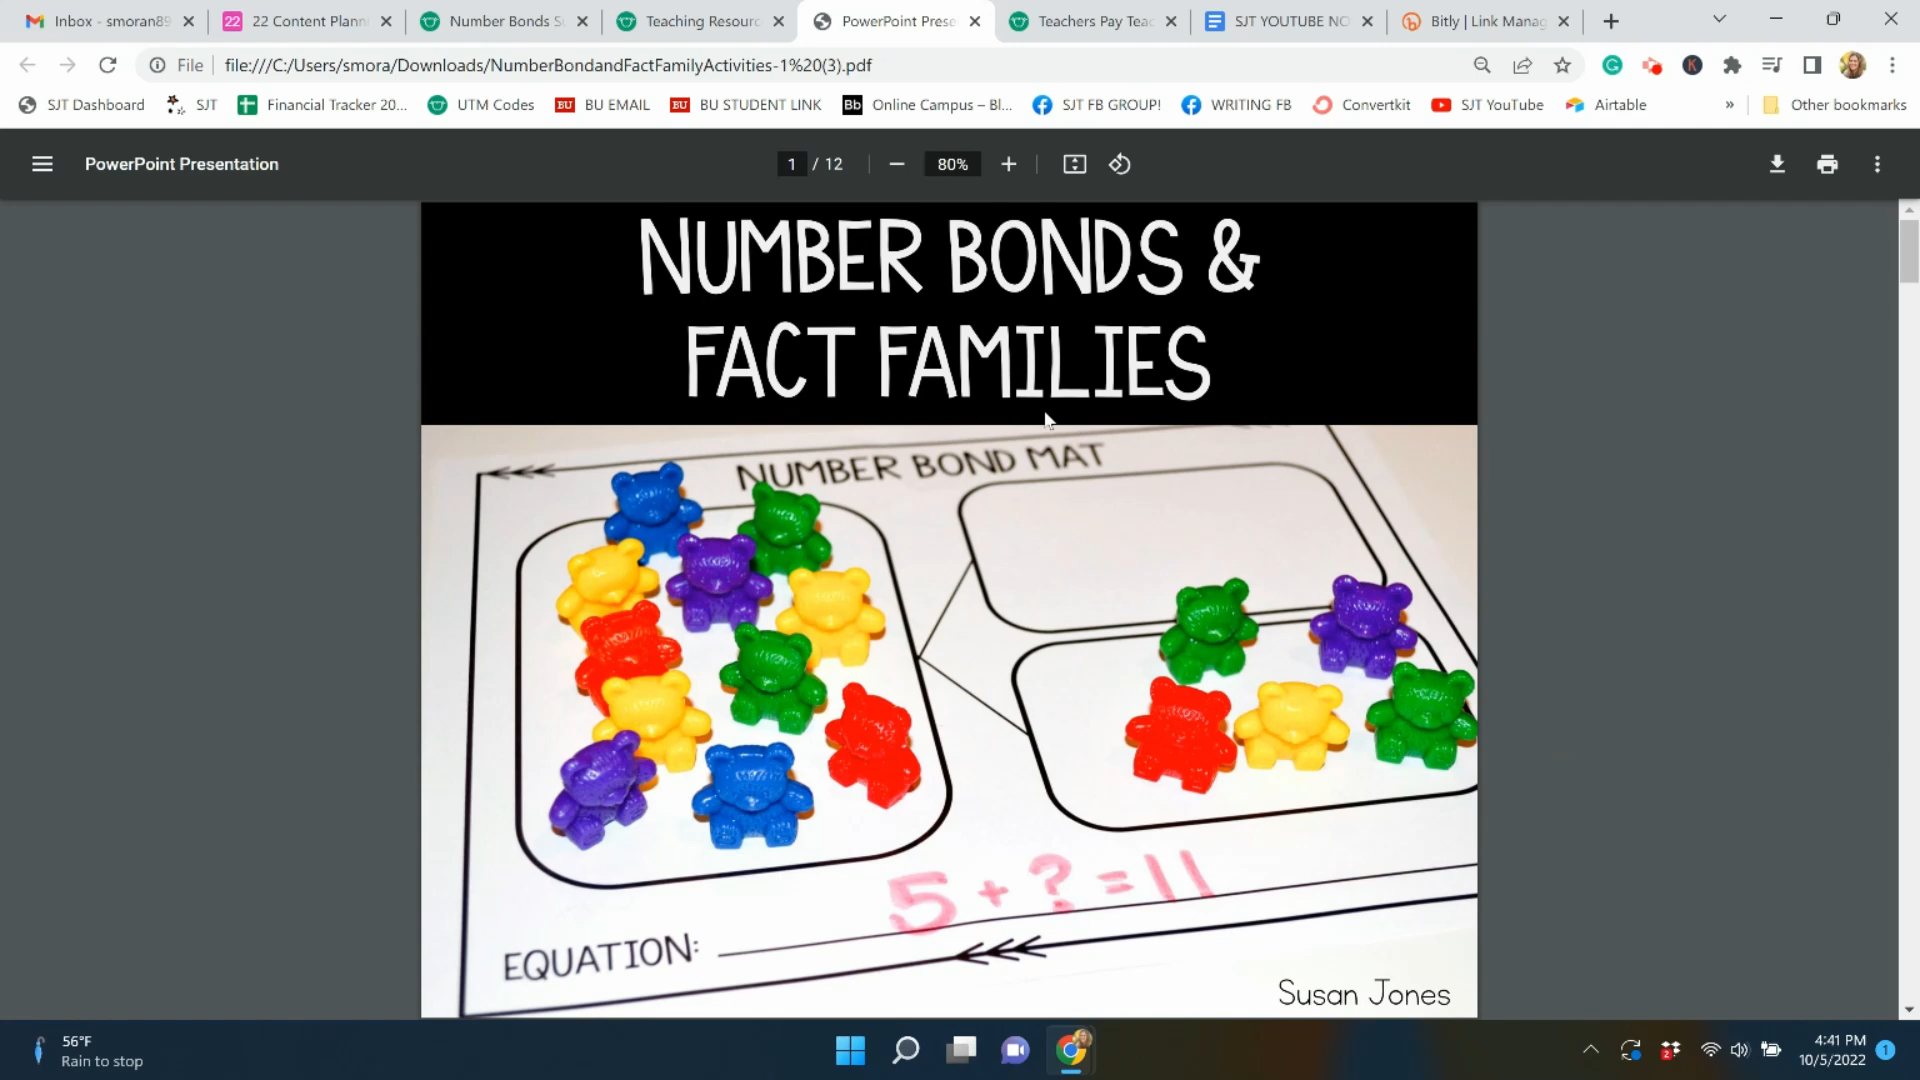 Inbox - smoran89
22 Content Plann
Number Bonds S
Teaching Resourc
PowerPoint Prese
Teachers Pay Teac
SJT YOUTUBE NO
Bitly | Link Manag
File
file:///C:/Users/smora/Downloads/NumberBondandFactFamilyActivities-1%20(3).pdf
SJT Dashboard
SJT
Financial Tracker 20...
UTM Codes
BU EMAIL
BU STUDENT LINK
Online Campus – Bl...
SJT FB GROUP!
WRITING FB
Convertkit
SJT YouTube
Airtable
»
Other bookmarks
PowerPoint Presentation
1 / 12
80%
NUMBER BONDS &
FACT FAMILIES
NUMBER BOND MAT
5 + ? = 11
EQUATION:
Susan Jones
56°F
Rain to stop
4:41 PM
10/5/2022
1